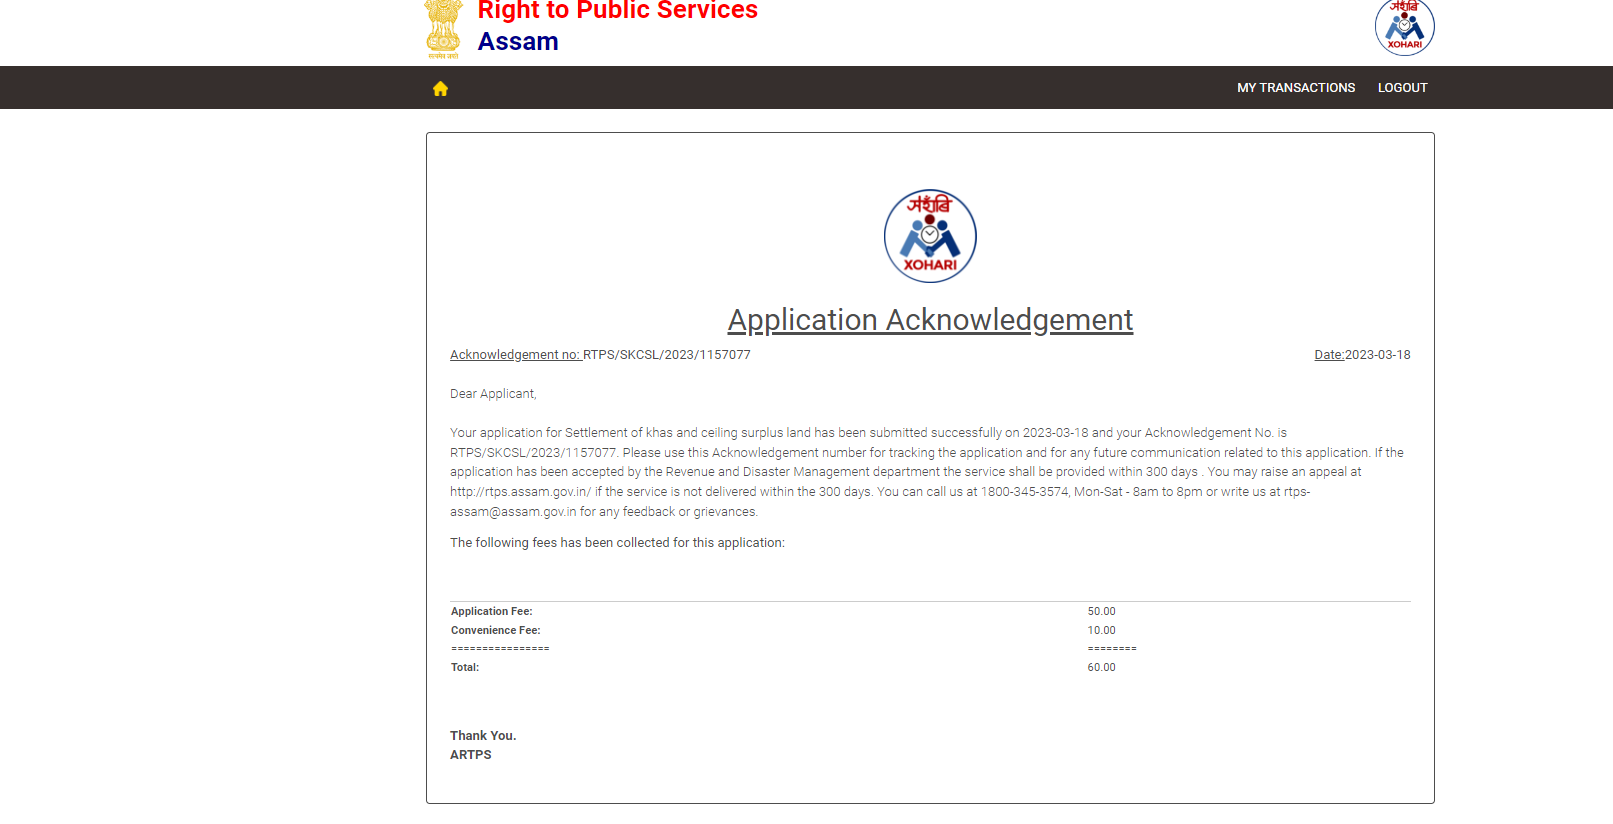 Right to Public Services
Assam
सत्यमेव जयते
সঁহাৰি
XOHARI
MY TRANSACTIONS LOGOUT
সঁহাৰি
XOHARI
Application Acknowledgement
Acknowledgement no: RTPS/SKCSL/2023/1157077 Date:2023-03-18
Dear Applicant,
Your application for Settlement of khas and ceiling surplus land has been submitted successfully on 2023-03-18 and your Acknowledgement No. is
RTPS/SKCSL/2023/1157077. Please use this Acknowledgement number for tracking the application and for any future communication related to this application. If the
application has been accepted by the Revenue and Disaster Management department the service shall be provided within 300 days . You may raise an appeal at
http://rtps.assam.gov.in/ if the service is not delivered within the 300 days. You can call us at 1800-345-3574, Mon-Sat - 8am to 8pm or write us at rtps-
assam@assam.gov.in for any feedback or grievances.
The following fees has been collected for this application:
Application Fee: 50.00
Convenience Fee: 10.00
================ ========
Total: 60.00
Thank You.
ARTPS